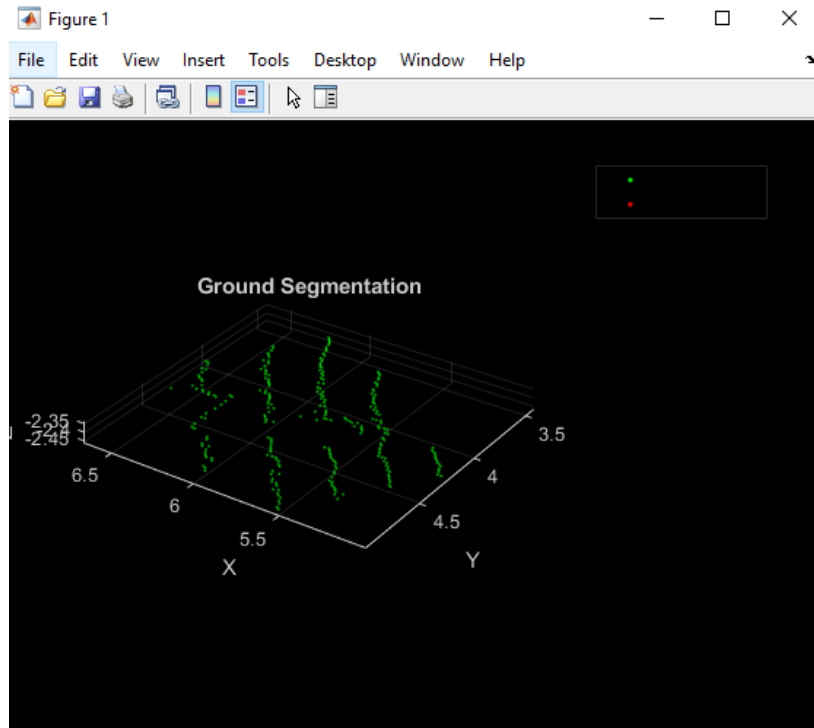 Figure 1
File Edit View Insert Tools Desktop Window Help
Ground Segmentation
-2.35
-2.4
-2.45
6.5
6
5.5
X
3.5
4
4.5
Y